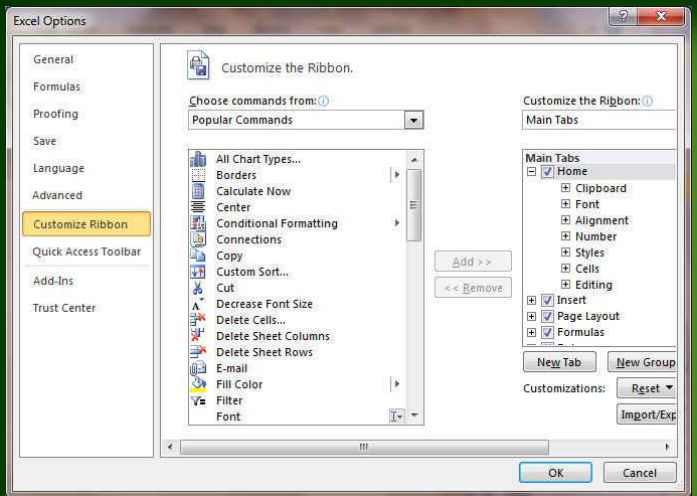 Excel Options
General
Formulas
Proofing
Save
Language
Advanced
Customize Ribbon
Quick Access Toolbar
Add-Ins
Trust Center
Customize the Ribbon.
Choose commands from:
Popular Commands
All Chart Types...
Borders
Calculate Now
Center
Conditional Formatting
Connections
Copy
Custom Sort...
Cut
Decrease Font Size
Delete Cells...
Delete Sheet Columns
Delete Sheet Rows
E-mail
Fill Color
Filter
Font
Add >>
<< Remove
Customize the Ribbon:
Main Tabs
Main Tabs
Home
Clipboard
Font
Alignment
Number
Styles
Cells
Editing
Insert
Page Layout
Formulas
New Tab
New Group
Customizations:
Reset
Import/Exp
OK
Cancel